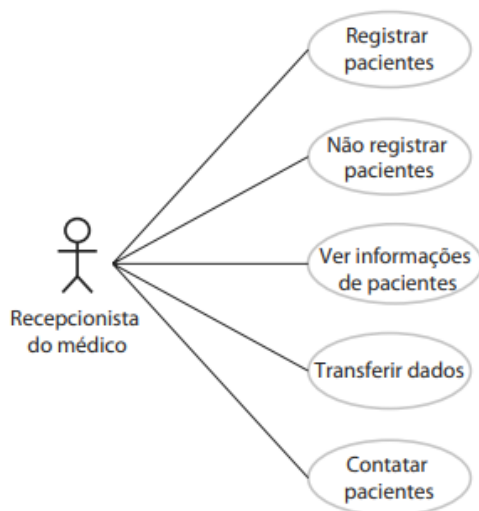 Registrar
pacientes
Não registrar
pacientes
Ver informações
de pacientes
Recepcionista
do médico
Transferir dados
Contatar
pacientes